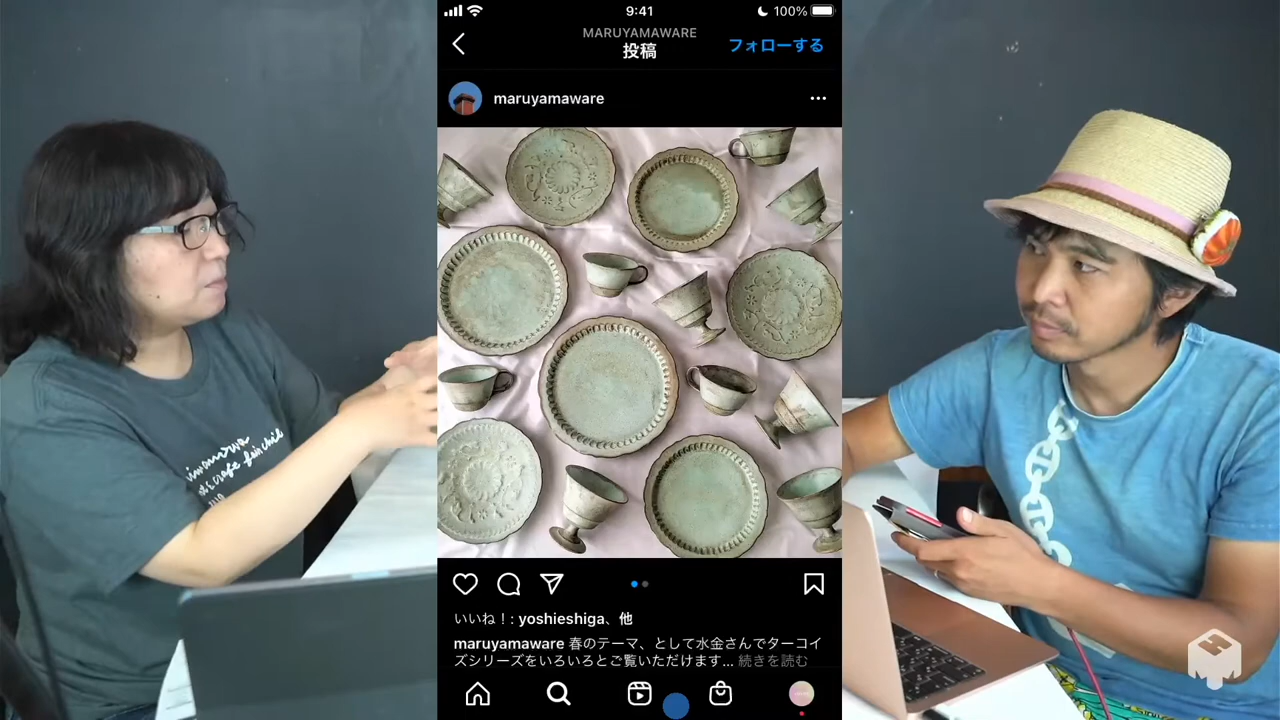 9:41
100%
MARUYAMAWARE
投稿
フォローする
maruyamaware
いいね！: yoshieshiga、他
maruyamaware 春のテーマ、として水金さんでターコイ
ズシリーズをいろいろとご覧いただけます... 続きを読む